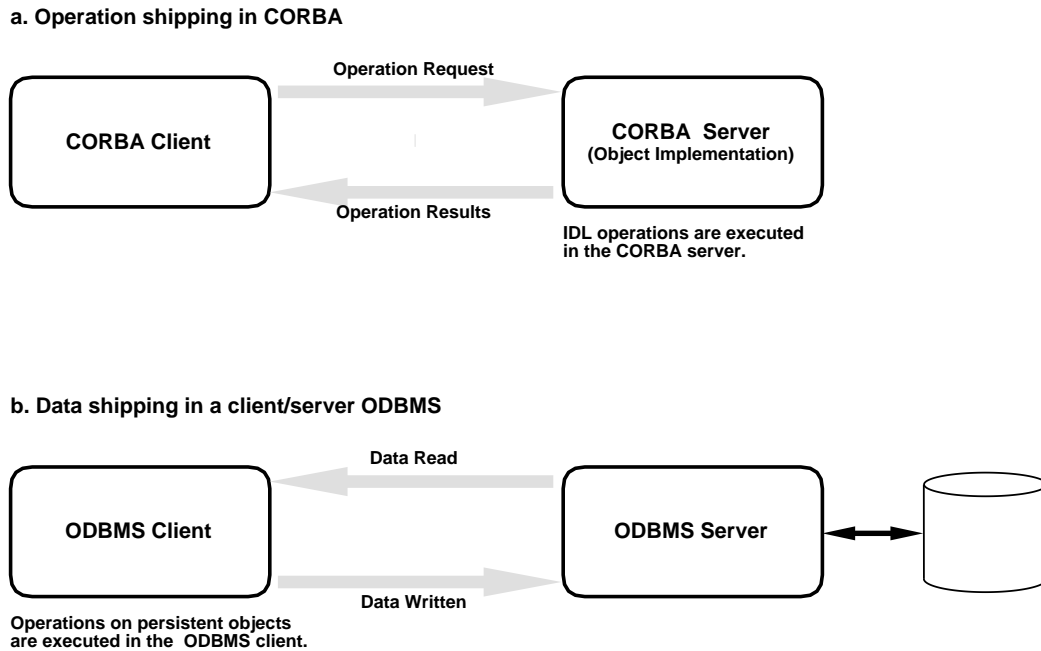 a. Operation shipping in CORBA
Operation Request
CORBA Client
CORBA Server
(Object Implementation)
Operation Results
IDL operations are executed
in the CORBA server.
b. Data shipping in a client/server ODBMS
Data Read
ODBMS Client
ODBMS Server
Data Written
Operations on persistent objects
are executed in the ODBMS client.